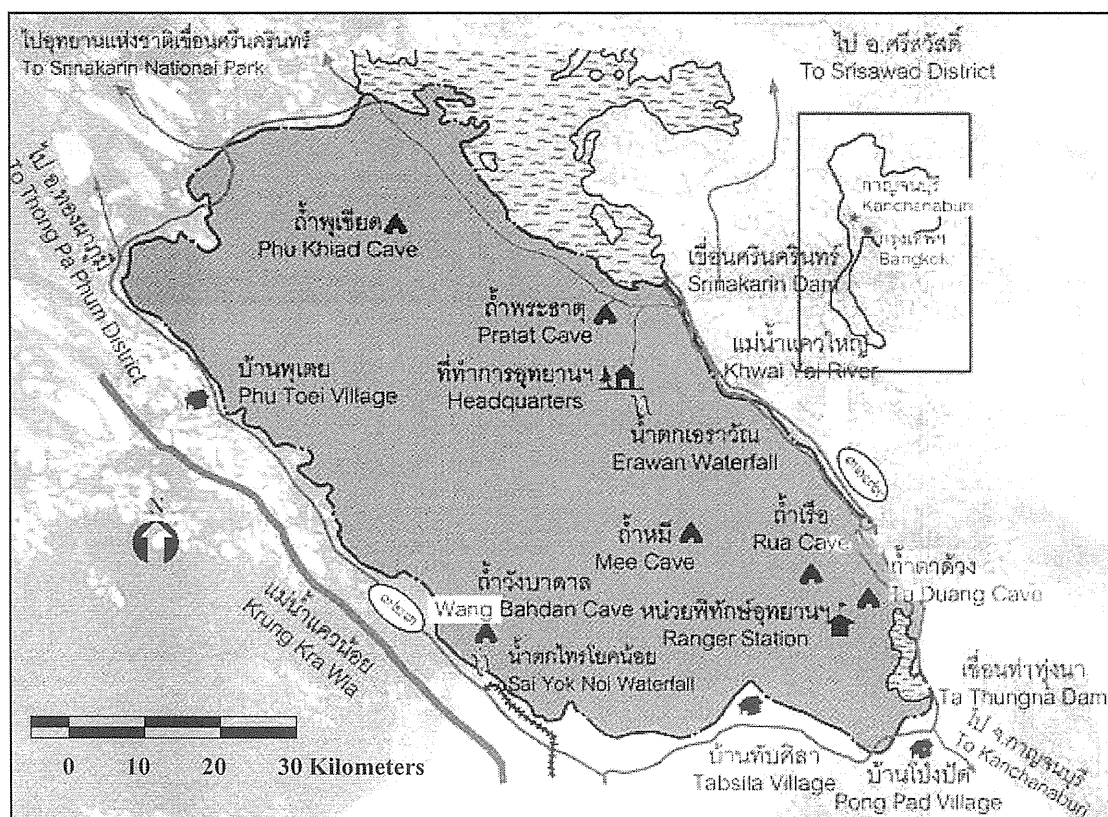 ไปอุทยานแห่งชาติเขื่อนศรีนครินทร์
To Srinakarin National Park
ไป อ.ศรีสวัสดิ์
To Srisawad District
ไป อ.ทองผาภูมิ
To Thong Pa Phum District
กาญจนบุรี
Kanchanaburi
กรุงเทพฯ
Bangkok
ถ้ำพุเขียด
Phu Khiad Cave
เขื่อนศรีนครินทร์
Srinakarin Dam
ถ้ำพระธาตุ
Pratat Cave
แม่น้ำแควใหญ่
Khwai Yai River
บ้านพุเตย
Phu Toei Village
ที่ทำการอุทยานฯ
Headquarters
น้ำตกเอราวัณ
Erawan Waterfall
N
ถ้ำหมี
Mee Cave
ถ้ำเรือ
Rua Cave
ถ้ำตาด้วง
Ta Duang Cave
แม่น้ำแควน้อย
Krung Kra Wia
ถ้ำวังบาดาล
Wang Bahdan Cave
หน่วยพิทักษ์อุทยานฯ
Ranger Station
น้ำตกไทรโยคน้อย
Sai Yok Noi Waterfall
เขื่อนท่าทุ่งนา
Ta Thungna Dam
0 10 20 30 Kilometers
บ้านทับศิลา
Tabsila Village
บ้านโป่งปัด
Pong Pad Village
ไป จ.กาญจนบุรี
To Kanchanaburi